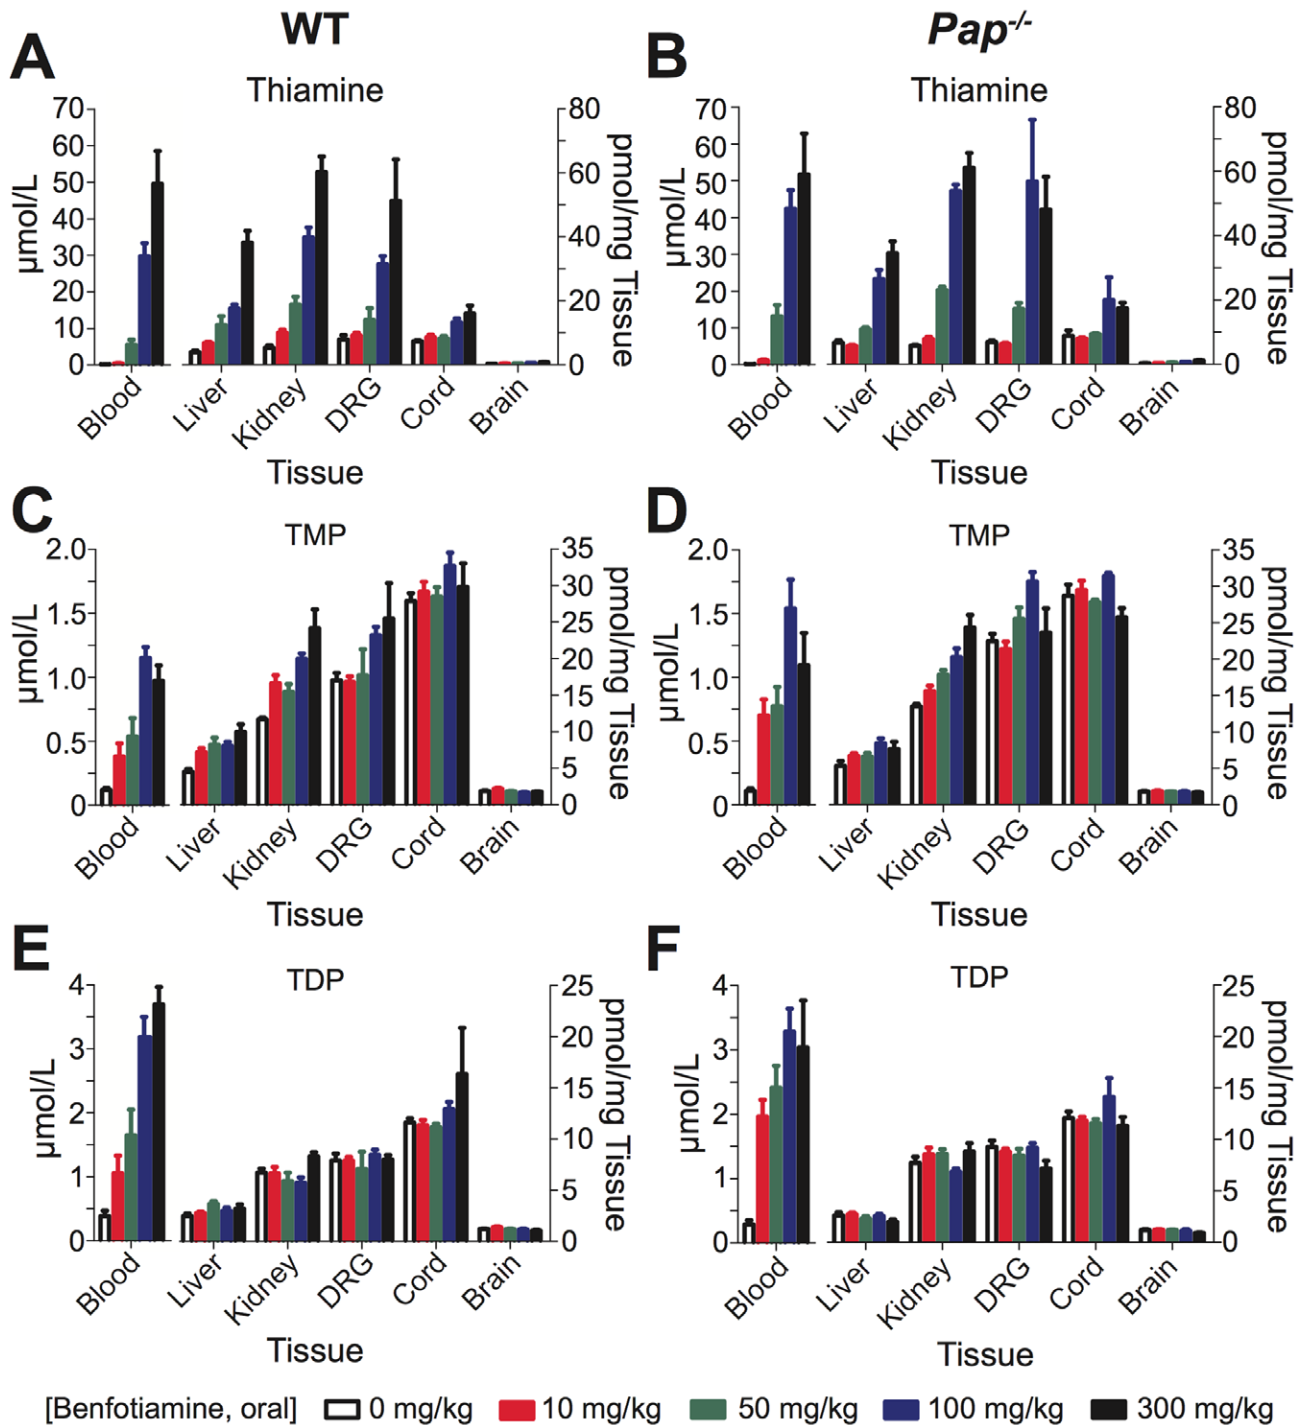 WT
Pap-/-
A
Thiamine
70
60
50
40
30
20
10
0
µmol/L
80
60
40
20
0
pmol/mg Tissue
Blood
Liver
Kidney
DRG
Cord
Brain
Tissue
B
Thiamine
70
60
50
40
30
20
10
0
µmol/L
80
60
40
20
0
pmol/mg Tissue
Blood
Liver
Kidney
DRG
Cord
Brain
Tissue
C
TMP
2.0
1.5
1.0
0.5
0
µmol/L
35
30
25
20
15
10
5
0
pmol/mg Tissue
Blood
Liver
Kidney
DRG
Cord
Brain
Tissue
D
TMP
2.0
1.5
1.0
0.5
0
µmol/L
35
30
25
20
15
10
5
0
pmol/mg Tissue
Blood
Liver
Kidney
DRG
Cord
Brain
Tissue
E
TDP
4
3
2
1
0
µmol/L
25
20
15
10
5
0
pmol/mg Tissue
Blood
Liver
Kidney
DRG
Cord
Brain
Tissue
F
TDP
4
3
2
1
0
µmol/L
25
20
15
10
5
0
pmol/mg Tissue
Blood
Liver
Kidney
DRG
Cord
Brain
Tissue
[Benfotiamine, oral] 0 mg/kg 10 mg/kg 50 mg/kg 100 mg/kg 300 mg/kg